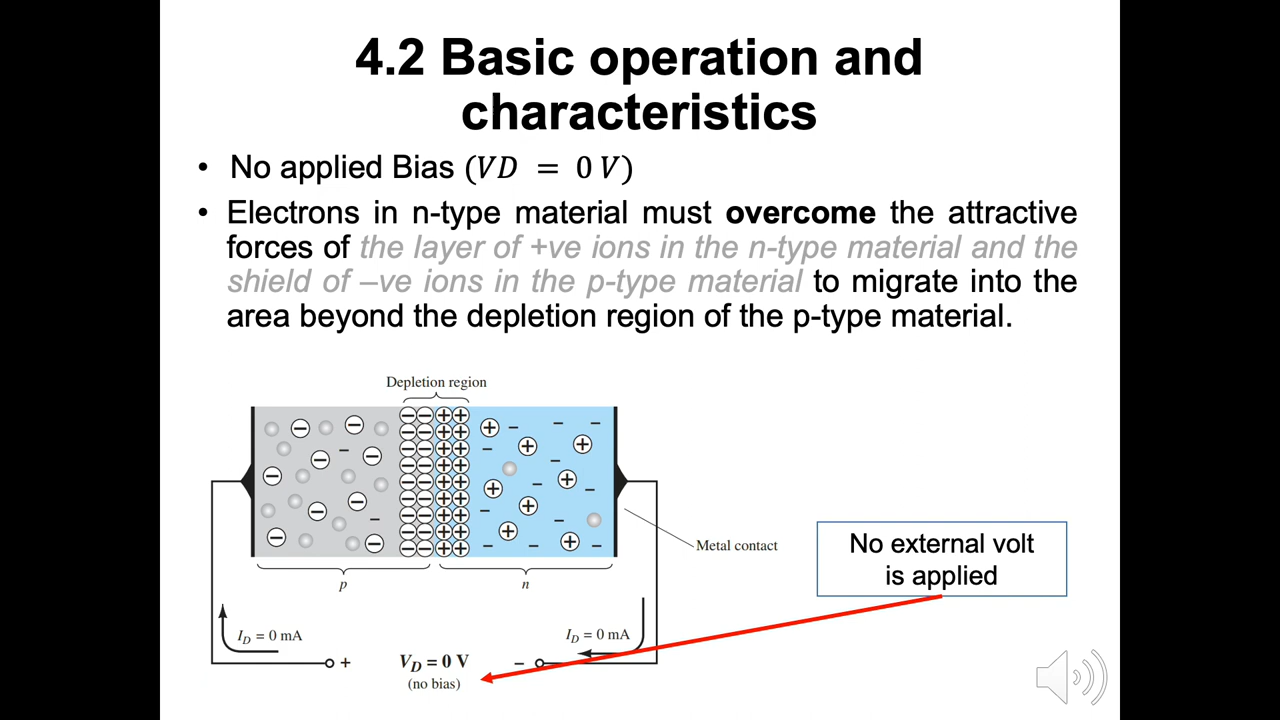 4.2 Basic operation and
characteristics
• No applied Bias (VD = 0 V)
• Electrons in n-type material must overcome the attractive
forces of the layer of +ve ions in the n-type material and the
shield of –ve ions in the p-type material to migrate into the
area beyond the depletion region of the p-type material.
Depletion region
Metal contact
p
n
No external volt
is applied
I_D = 0 mA
I_D = 0 mA
+
V_D = 0 V
–
(no bias)